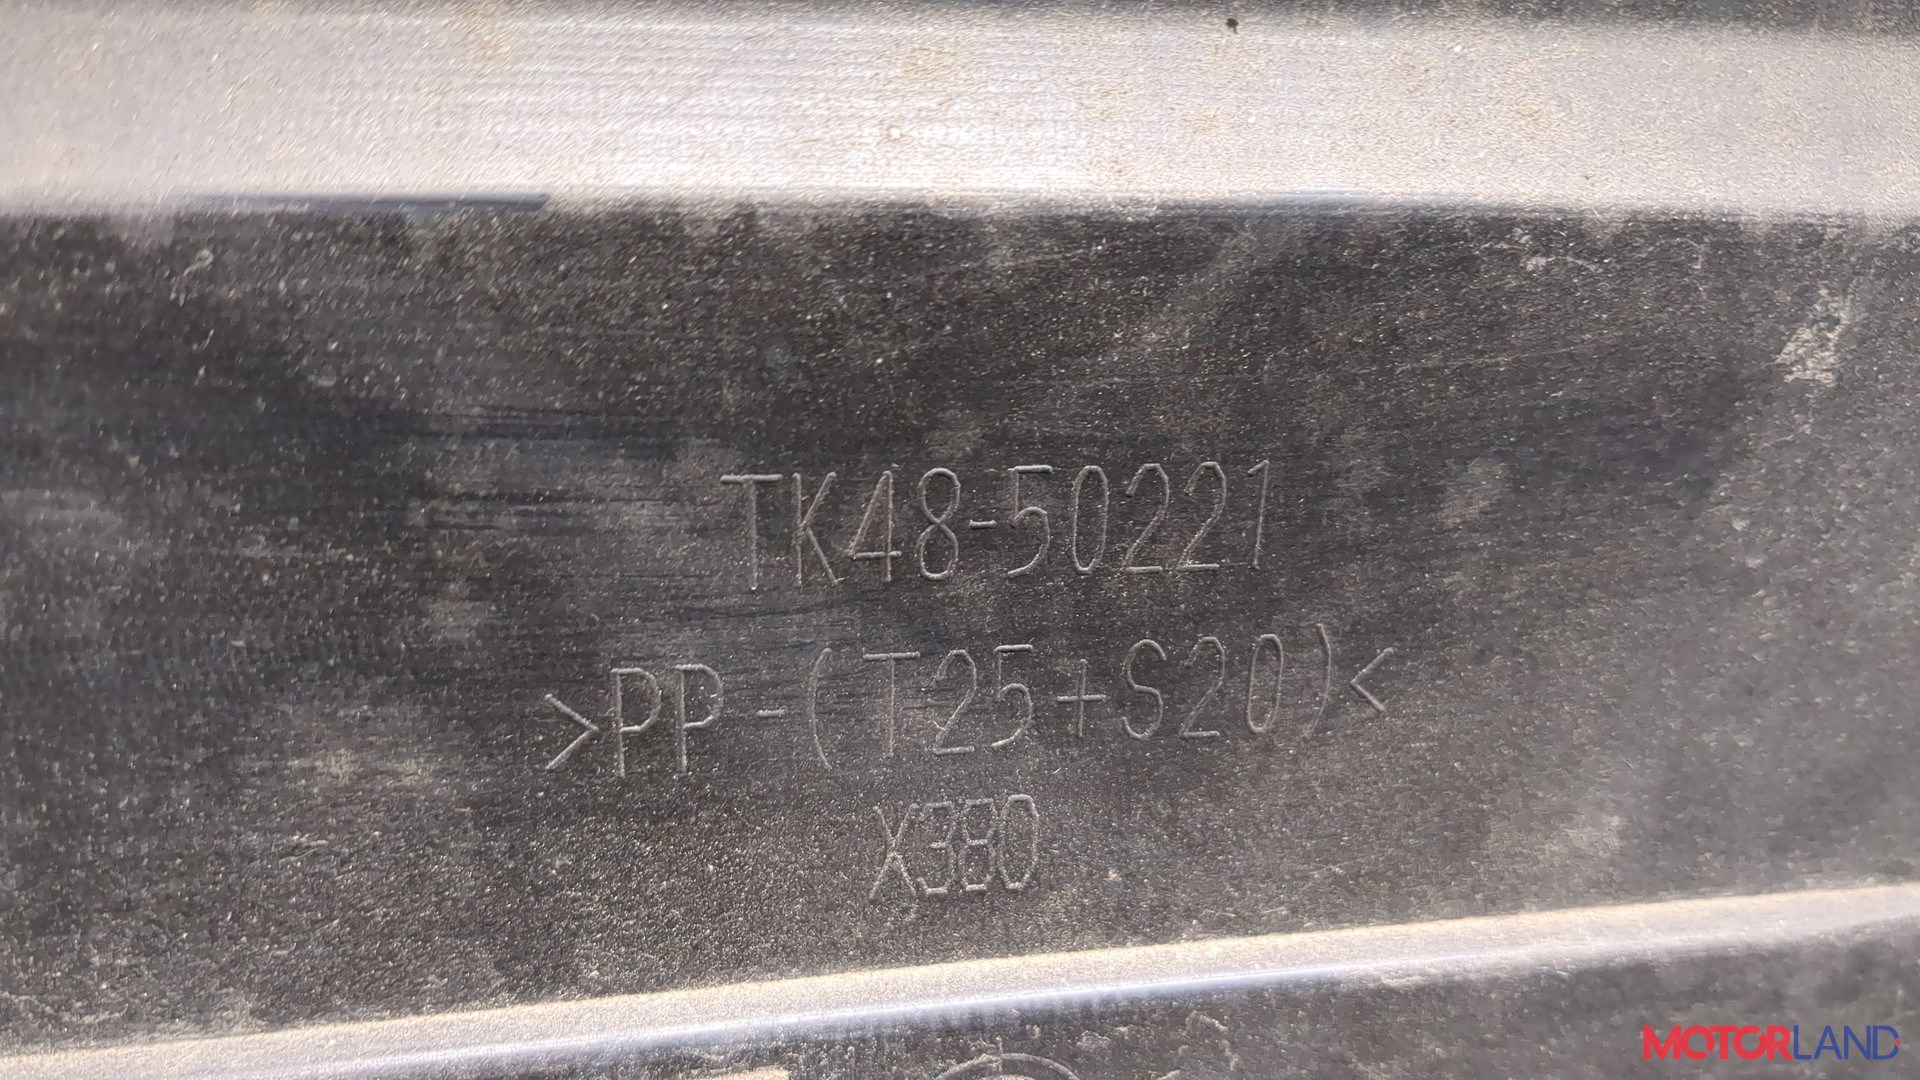 TK48-50221
>PP-(T25+S20)<
X380
MOTORLAND